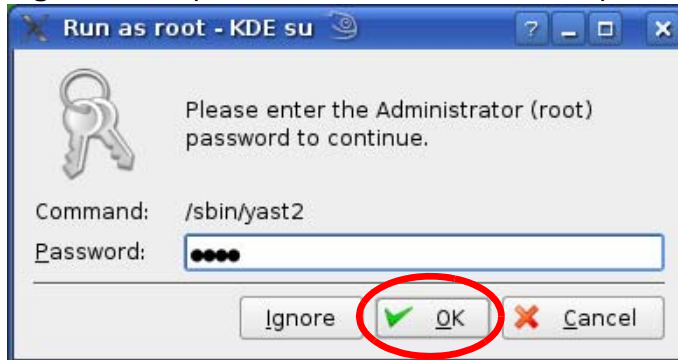 Run as root - KDE su
Please enter the Administrator (root)
password to continue.
Command: /sbin/yast2
Password: ●●●●
Ignore OK Cancel